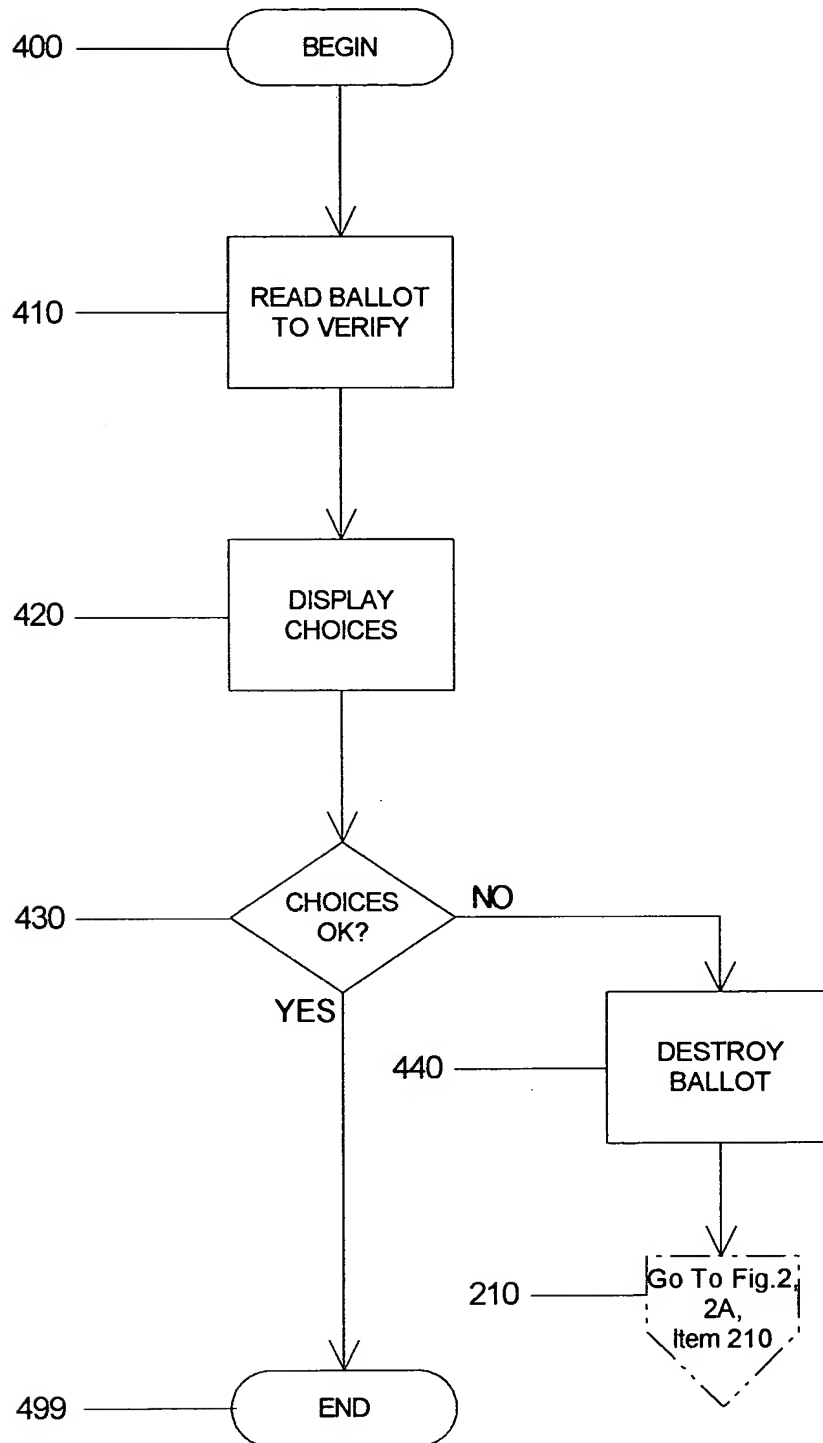 400
BEGIN
410
READ BALLOT
TO VERIFY
420
DISPLAY
CHOICES
430
CHOICES
OK?
NO
YES
440
DESTROY
BALLOT
210
Go To Fig.2,
2A,
Item 210
499
END